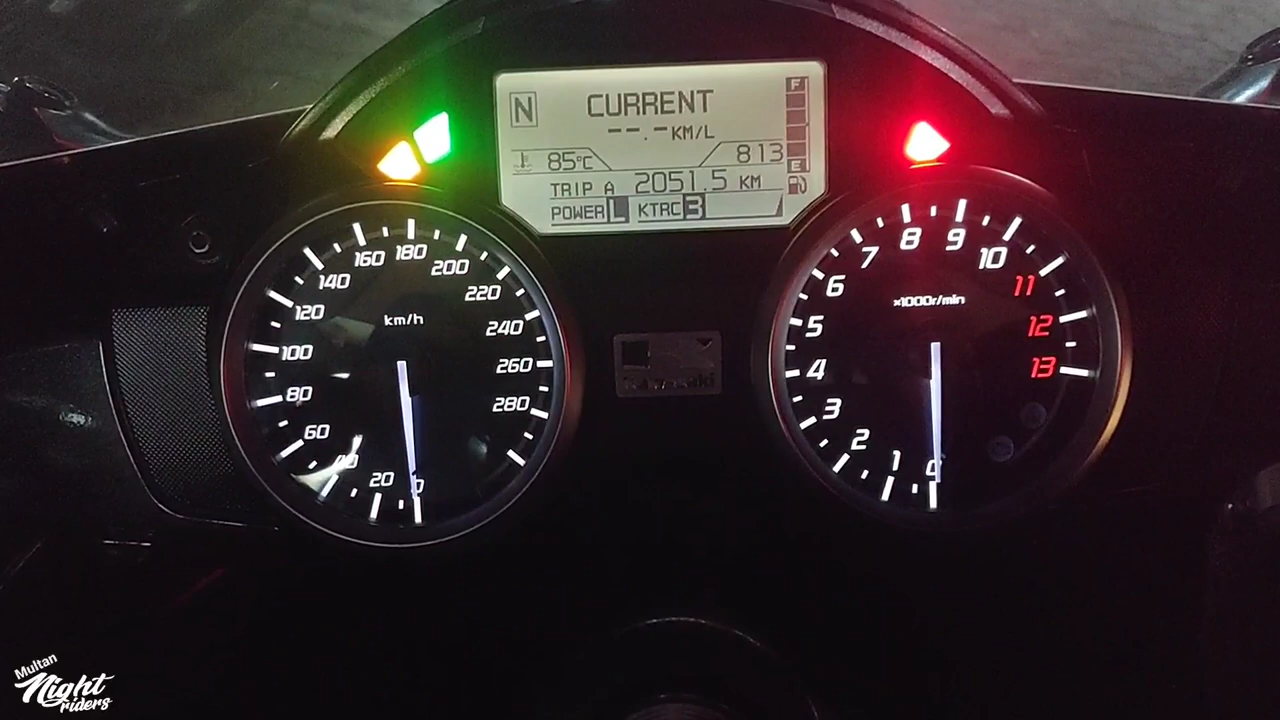 N
CURRENT
--.-KM/L
85°C
813
TRIP A 2051.5 KM
POWER L KTRC 3
F
E
0
20
40
60
80
100
120
140
160
180
200
220
240
260
280
km/h
0
1
2
3
4
5
6
7
8
9
10
11
12
13
×1000r/min
Kawasaki
Multan
Night
riders